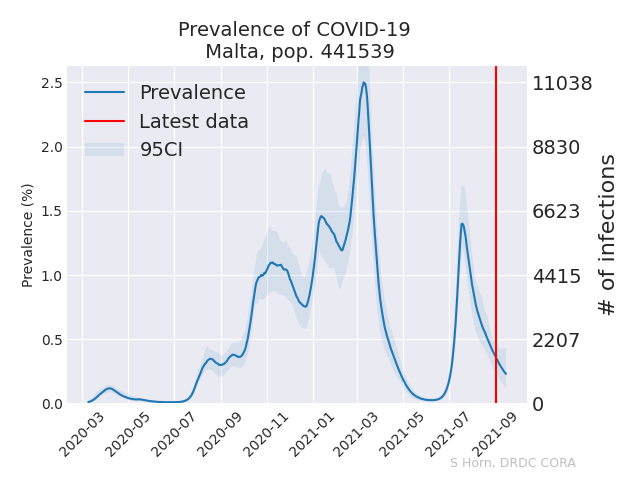 Prevalence of COVID-19
Malta, pop. 441539
Prevalence
Latest data
95CI
Prevalence (%)
2.5
2.0
1.5
1.0
0.5
0.0
11038
8830
6623
4415
2207
0
# of infections
2020-03
2020-05
2020-07
2020-09
2020-11
2021-01
2021-03
2021-05
2021-07
2021-09
S Horn, DRDC CORA